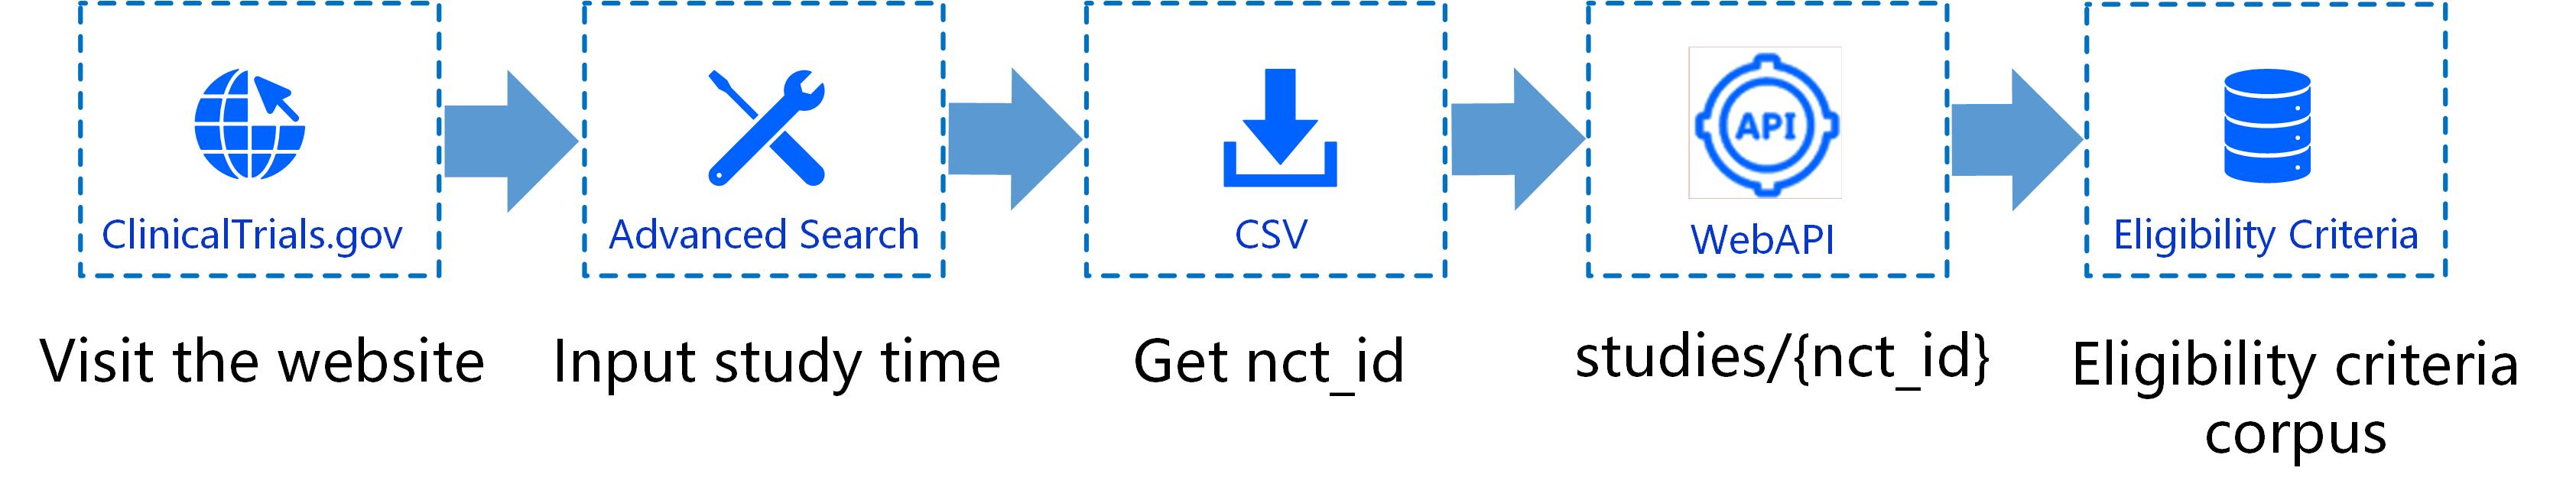 API
ClinicalTrials.gov
Advanced Search
CSV
WebAPI
Eligibility Criteria
Visit the website
Input study time
Get nct_id
studies/{nct_id}
Eligibility criteria
corpus